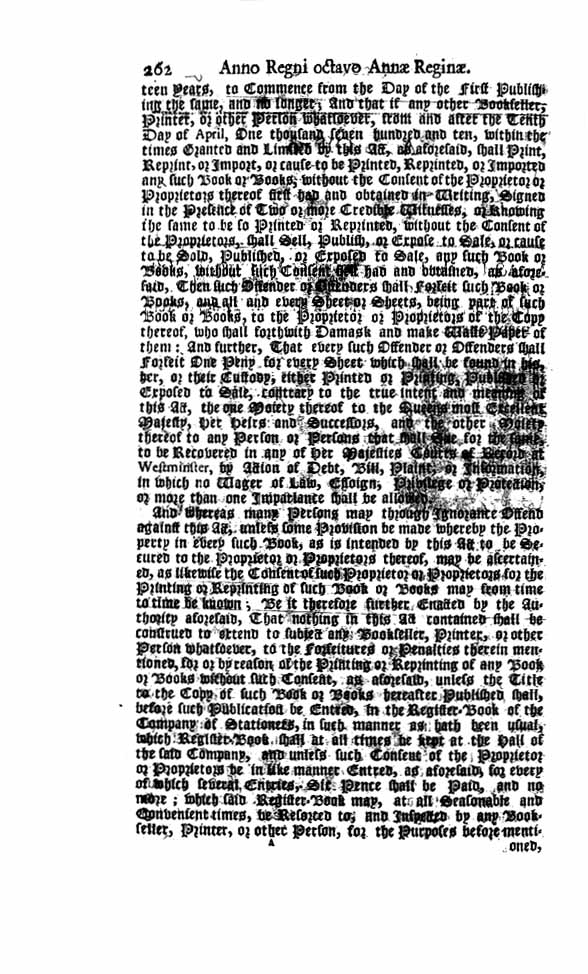 262 Anno Regni octavo Annæ Reginæ.
teen Years, to Commence from the Day of the First Publish-
ing the same, and no longer; And that if any other Bookseller,
Printer, or other Person whatsoever, from and after the Tenth
Day of April, One thousand seven hundred and ten, within the
times Granted and Limited by this Act, as aforesaid, shall Print,
Reprint, or Import, or cause to be Printed, Reprinted, or Imported
any such Book or Books, without the Consent of the Proprietor or
Proprietors thereof first had and obtained in Writing, Signed
in the Presence of Two or more Credible Witnesses, or knowing
the same to be so Printed or Reprinted, without the Consent of
the Proprietors, shall Sell, Publish, or Expose to Sale, or cause
to be Sold, Published, or Exposed to Sale, any such Book or
Books, without such Consent first had and obtained, as afore-
said, Then such Offender or Offenders shall Forfeit such Book or
Books, and all and every Sheet or Sheets, being part of such
Book or Books, to the Proprietor or Proprietors of the Copy
thereof, who shall forthwith Damask and make Waste-Paper of
them: And further, That every such Offender or Offenders shall
Forfeit One Peny for every Sheet which shall be found in his,
her, or their Custody, either Printed or Printing, Published or
Exposed to Sale, contrary to the true intent and meaning of
this Act, the one Moiety thereof to the Queens most Excellent
Majesty, Her Heirs and Successors, and the other Moiety
thereof to any Person or Persons that shall Sue for the same,
to be Recovered in any of Her Majesties Courts of Record at
Westminster, by Action of Debt, Bill, Plaint, or Information,
in which no Wager of Law, Essoign, Privilege or Protection,
or more than one Imparlance shall be allowed.
And whereas many Persons may through Ignorance Offend
against this Act, unless some Provision be made whereby the Pro-
perty in every such Book, as is intended by this Act to be Se-
cured to the Proprietor or Proprietors thereof, may be ascertain-
ed, as likewise the Consent of such Proprietor or Proprietors for the
Printing or Reprinting of such Book or Books may from time
to time be known; Be it therefore further Enacted by the Au-
thority aforesaid, That nothing in this Act contained shall be
construed to extend to subject any Bookseller, Printer, or other
Person whatsoever, to the Forfeitures or Penalties therein men-
tioned, for or by reason of the Printing or Reprinting of any Book
or Books without such Consent, as aforesaid, unless the Title
to the Copy of such Book or Books hereafter Published shall,
before such Publication be Entred, in the Register-Book of the
Company of Stationers, in such manner as hath been usual,
which Register-Book shall at all times be kept at the Hall of
the said Company, and unless such Consent of the Proprietor
or Proprietors be in like manner Entred, as aforesaid, for every
of which several Entries, Six Pence shall be Paid, and no
more; which said Register-Book may, at all Seasonable and
Convenient times, be Resorted to, and Inspected by any Book-
seller, Printer, or other Person, for the Purposes before menti-
oned,